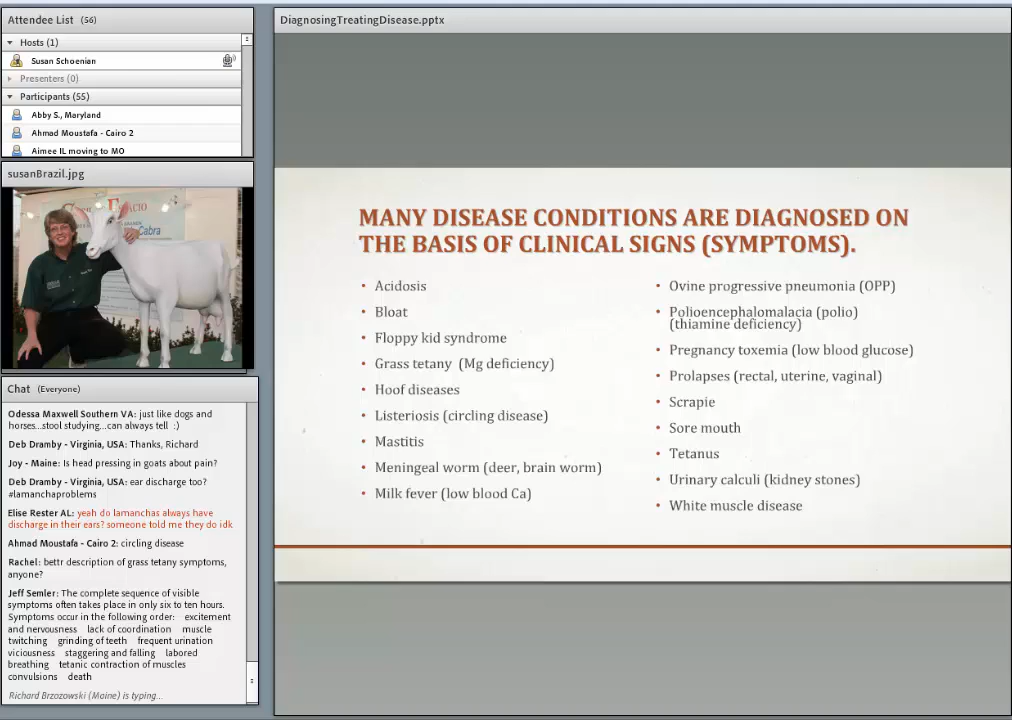 Attendee List (56)
Hosts (1)
Susan Schoenian
Presenters (0)
Participants (55)
Abby S., Maryland
Ahmad Moustafa - Cairo 2
Aimee IL moving to MO
susanBrazil.jpg
Cabra
Chat (Everyone)
Odessa Maxwell Southern VA: just like dogs and
horses...stool studying...can always tell :)
Deb Dramby - Virginia, USA: Thanks, Richard
Joy - Maine: Is head pressing in goats about pain?
Deb Dramby - Virginia, USA: ear discharge too?
#lamanchaproblems
Elise Rester AL: yeah do lamanchas always have
discharge in their ears? someone told me they do idk
Ahmad Moustafa - Cairo 2: circling disease
Rachel: bettr description of grass tetany symptoms,
anyone?
Jeff Semler: The complete sequence of visible
symptoms often takes place in only six to ten hours.
Symptoms occur in the following order: excitement
and nervousness lack of coordination muscle
twitching grinding of teeth frequent urination
viciousness staggering and falling labored
breathing tetanic contraction of muscles
convulsions death
Richard Brzozowski (Maine) is typing...
DiagnosingTreatingDisease.pptx
MANY DISEASE CONDITIONS ARE DIAGNOSED ON
THE BASIS OF CLINICAL SIGNS (SYMPTOMS).
• Acidosis
• Bloat
• Floppy kid syndrome
• Grass tetany (Mg deficiency)
• Hoof diseases
• Listeriosis (circling disease)
• Mastitis
• Meningeal worm (deer, brain worm)
• Milk fever (low blood Ca)
• Ovine progressive pneumonia (OPP)
• Polioencephalomalacia (polio)
(thiamine deficiency)
• Pregnancy toxemia (low blood glucose)
• Prolapses (rectal, uterine, vaginal)
• Scrapie
• Sore mouth
• Tetanus
• Urinary calculi (kidney stones)
• White muscle disease